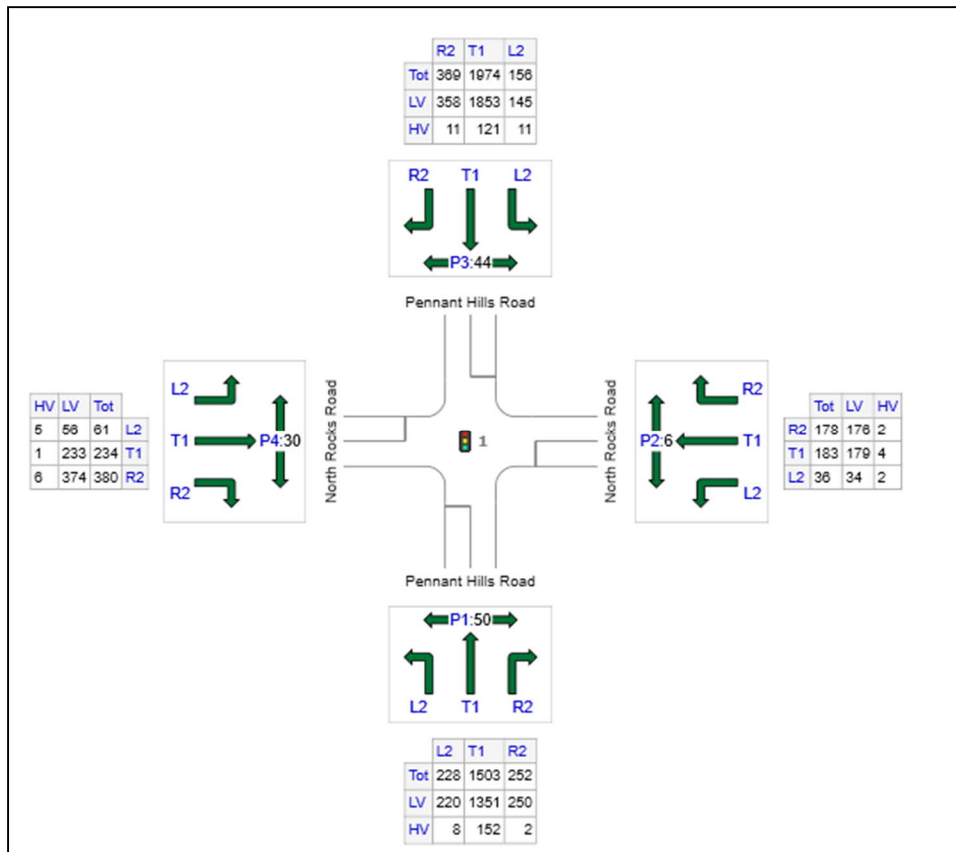 R2 T1 L2
Tot 369 1974 156
LV 358 1853 145
HV 11 121 11
R2 T1 L2
P3:44
Pennant Hills Road
HV LV Tot
5 56 61 L2
1 233 234 T1
6 374 380 R2
L2
T1
R2
P4:30
North Rocks Road
1
North Rocks Road
P2:6
R2
T1
L2
Tot LV HV
R2 178 176 2
T1 183 179 4
L2 36 34 2
Pennant Hills Road
P1:50
L2 T1 R2
L2 T1 R2
Tot 228 1503 252
LV 220 1351 250
HV 8 152 2